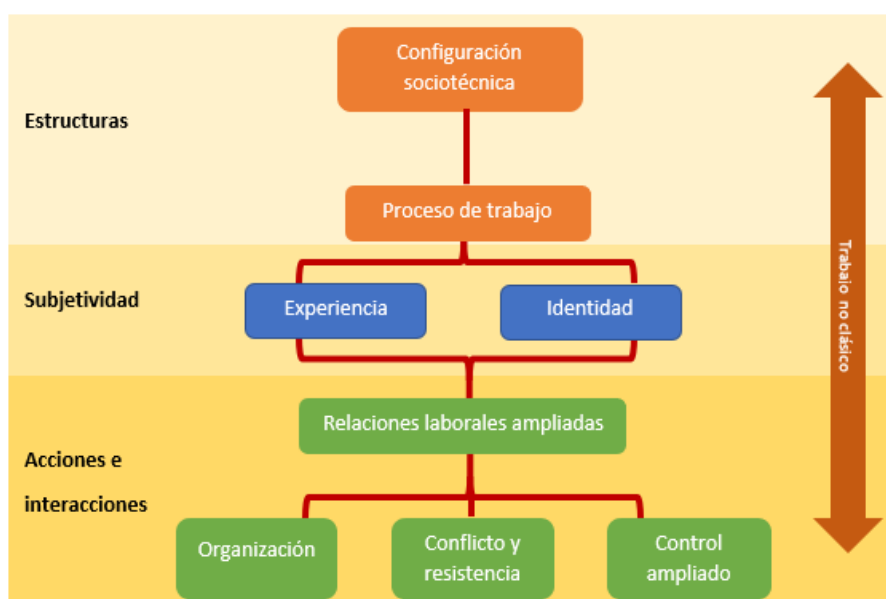 Configuración
sociotécnica
Estructuras
Proceso de trabajo
Subjetividad
Experiencia
Identidad
Trabajo no clásico
Relaciones laborales ampliadas
Acciones e
interacciones
Organización
Conflicto y
resistencia
Control
ampliado